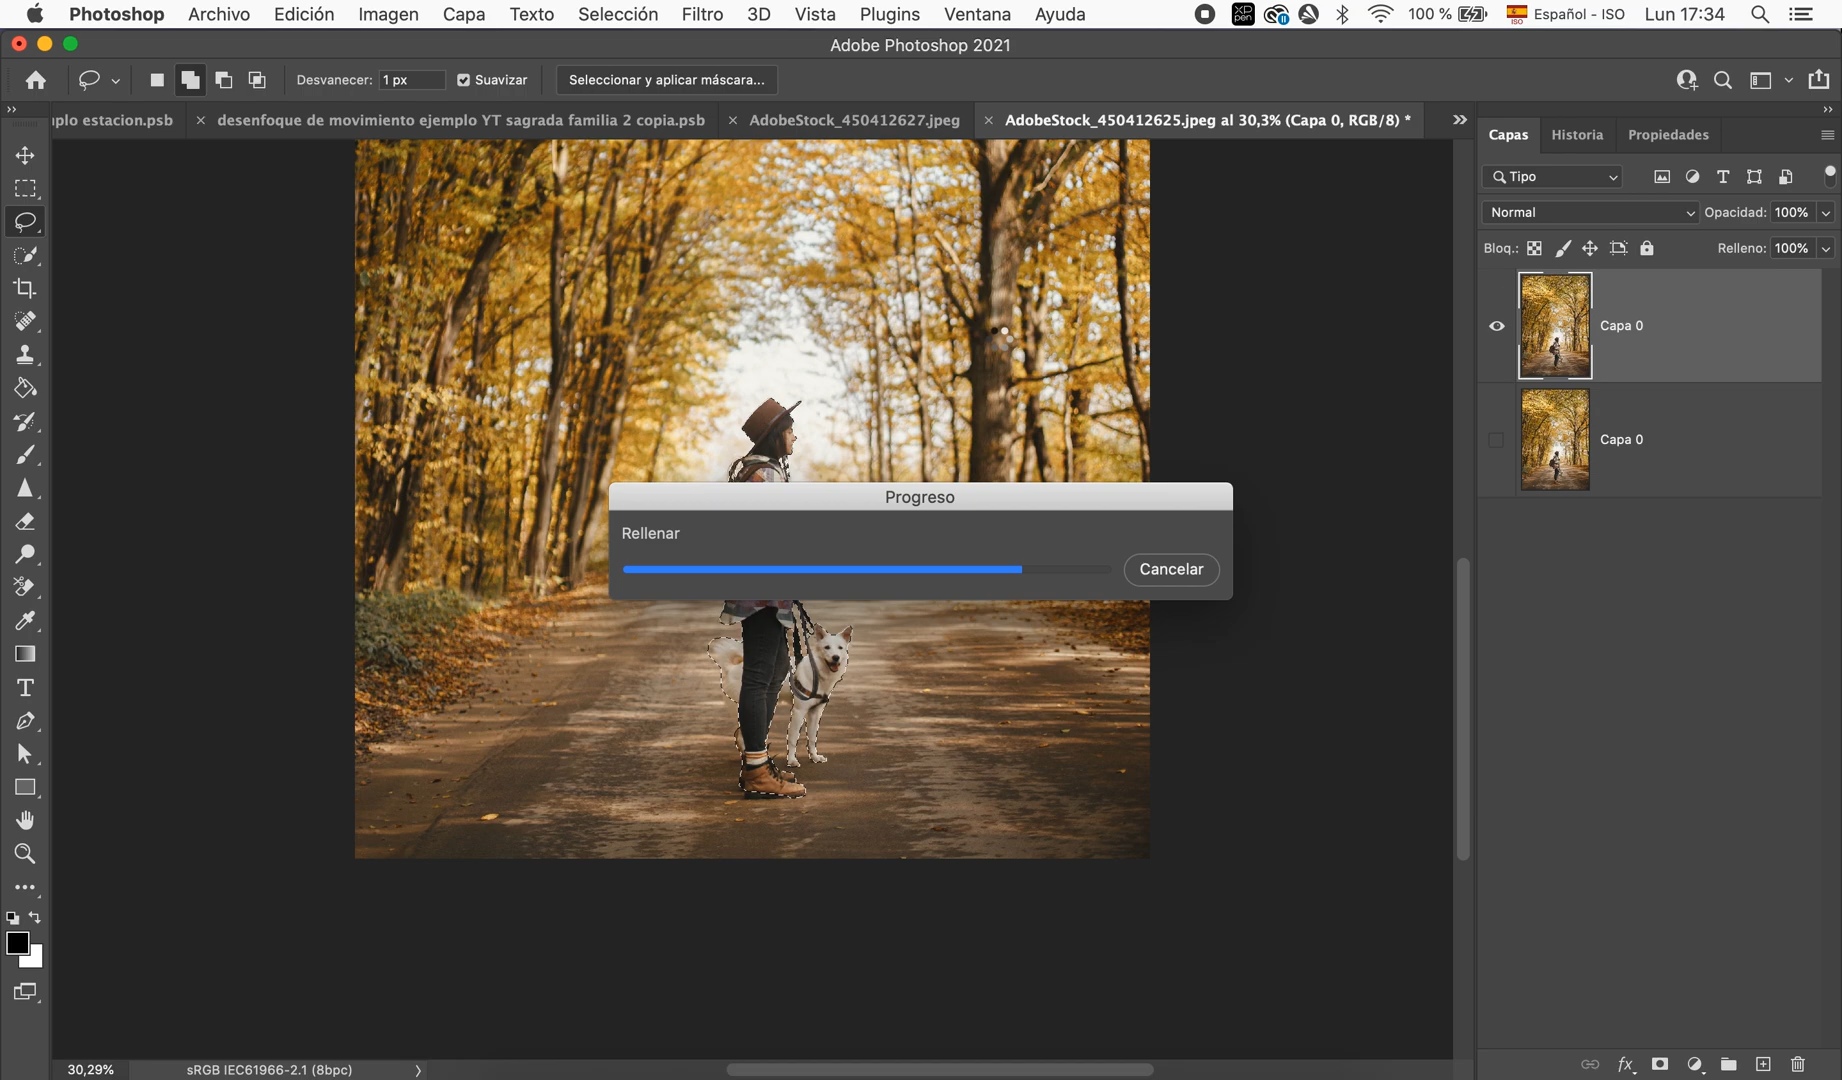 Photoshop Archivo Edición Imagen Capa Texto Selección Filtro 3D Vista Plugins Ventana Ayuda XP pen 100 % ISO Español - ISO Lun 17:34
Adobe Photoshop 2021
Desvanecer: 1 px Suavizar Seleccionar y aplicar máscara...
plo estacion.psb × desenfoque de movimiento ejemplo YT sagrada familia 2 copia.psb × AdobeStock_450412627.jpeg × AdobeStock_450412625.jpeg al 30,3% (Capa 0, RGB/8) *
Capas Historia Propiedades
Tipo
Normal Opacidad: 100%
Bloq.: Relleno: 100%
Capa 0
Capa 0
Progreso
Rellenar
Cancelar
30,29% sRGB IEC61966-2.1 (8bpc)
fx